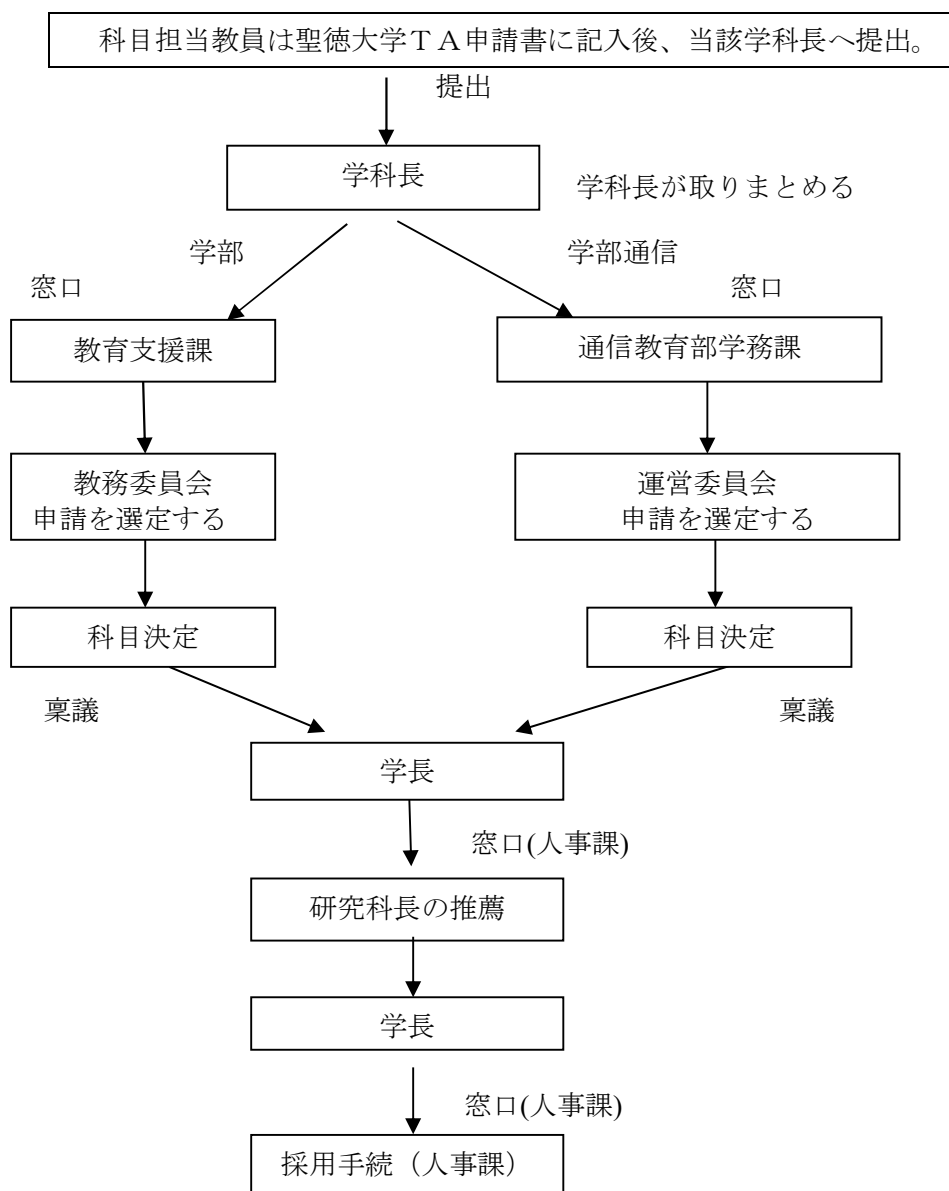 科目担当教員は聖徳大学ＴＡ申請書に記入後、当該学科長へ提出。
提出
学科長
学科長が取りまとめる
学部
学部通信
窓口
窓口
教育支援課
通信教育部学務課
教務委員会
申請を選定する
運営委員会
申請を選定する
科目決定
科目決定
稟議
稟議
学長
窓口(人事課)
研究科長の推薦
学長
窓口(人事課)
採用手続（人事課）